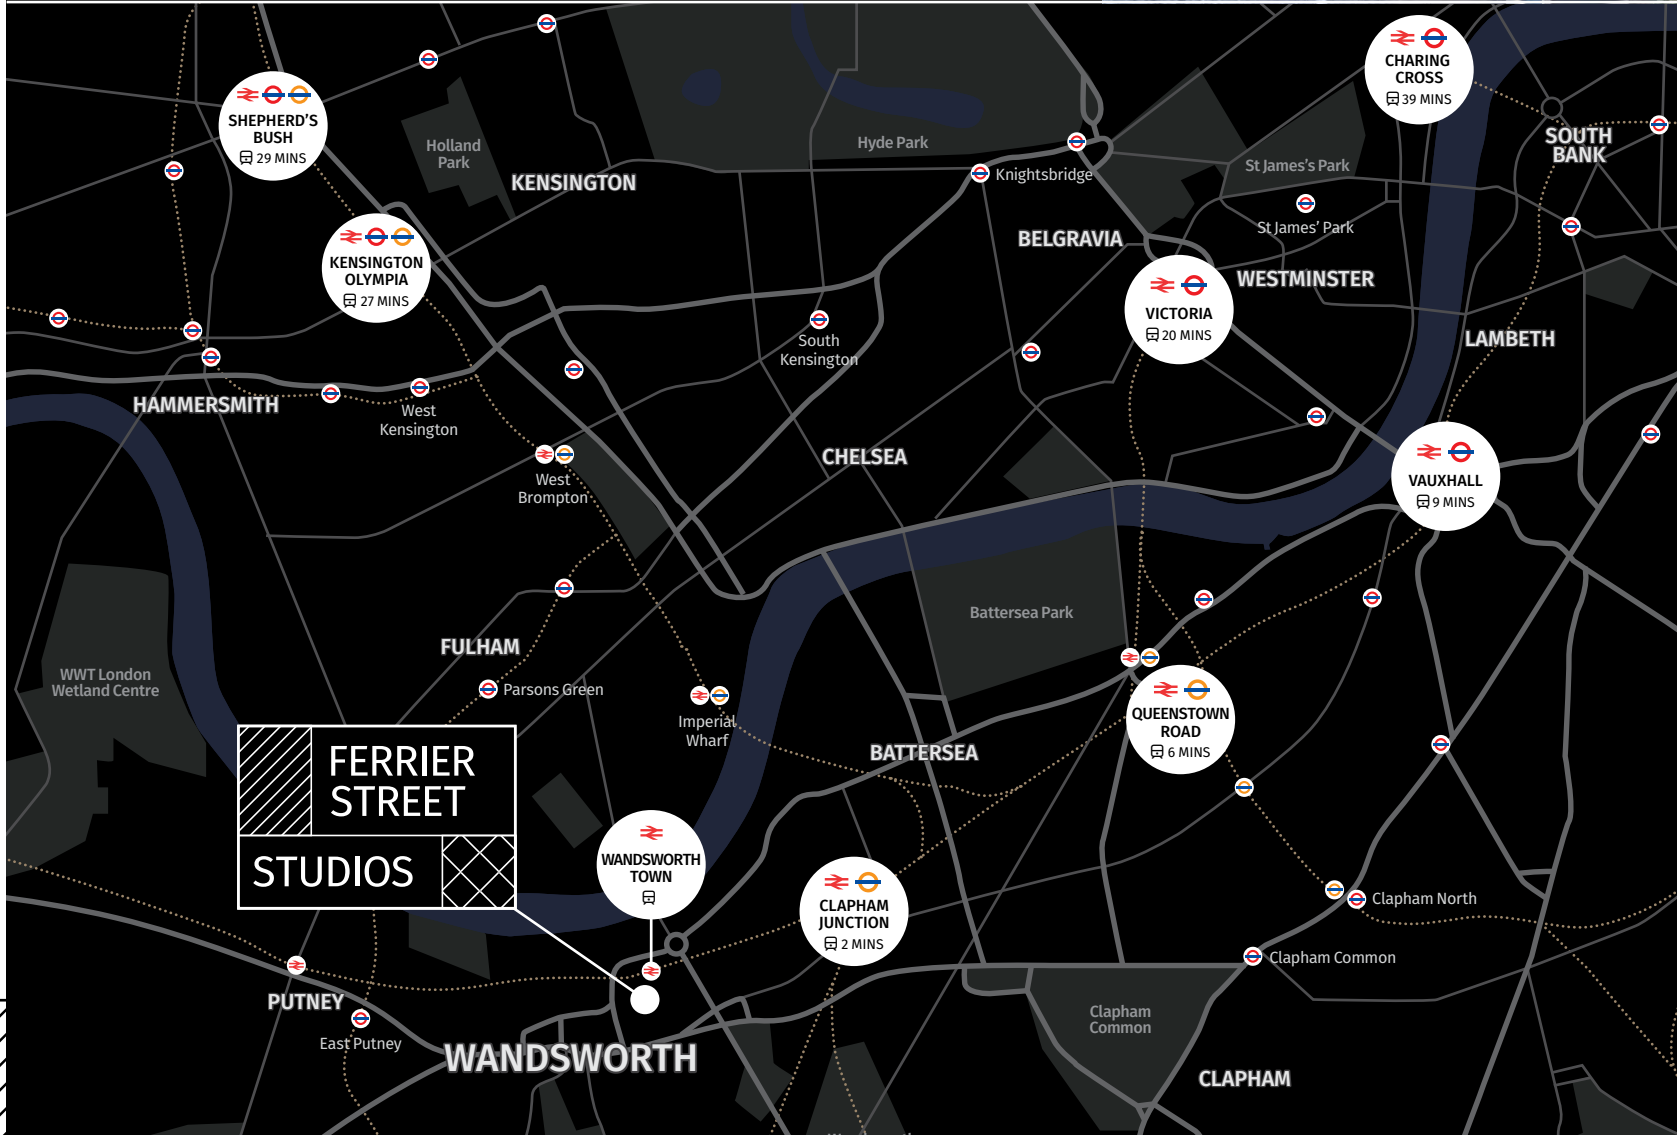 CHARING
CROSS
39 MINS
SHEPHERD'S
BUSH
29 MINS
SOUTH
BANK
Holland
Park
Hyde Park
St James's Park
Knightsbridge
KENSINGTON
St James' Park
BELGRAVIA
KENSINGTON
OLYMPIA
27 MINS
WESTMINSTER
VICTORIA
20 MINS
South
Kensington
LAMBETH
HAMMERSMITH
West
Kensington
CHELSEA
West
Brompton
VAUXHALL
9 MINS
Battersea Park
FULHAM
WWT London
Wetland Centre
Parsons Green
Imperial
Wharf
QUEENSTOWN
ROAD
6 MINS
BATTERSEA
FERRIER
STREET
STUDIOS
WANDSWORTH
TOWN
CLAPHAM
JUNCTION
2 MINS
Clapham North
Clapham Common
PUTNEY
East Putney
Clapham
Common
WANDSWORTH
CLAPHAM